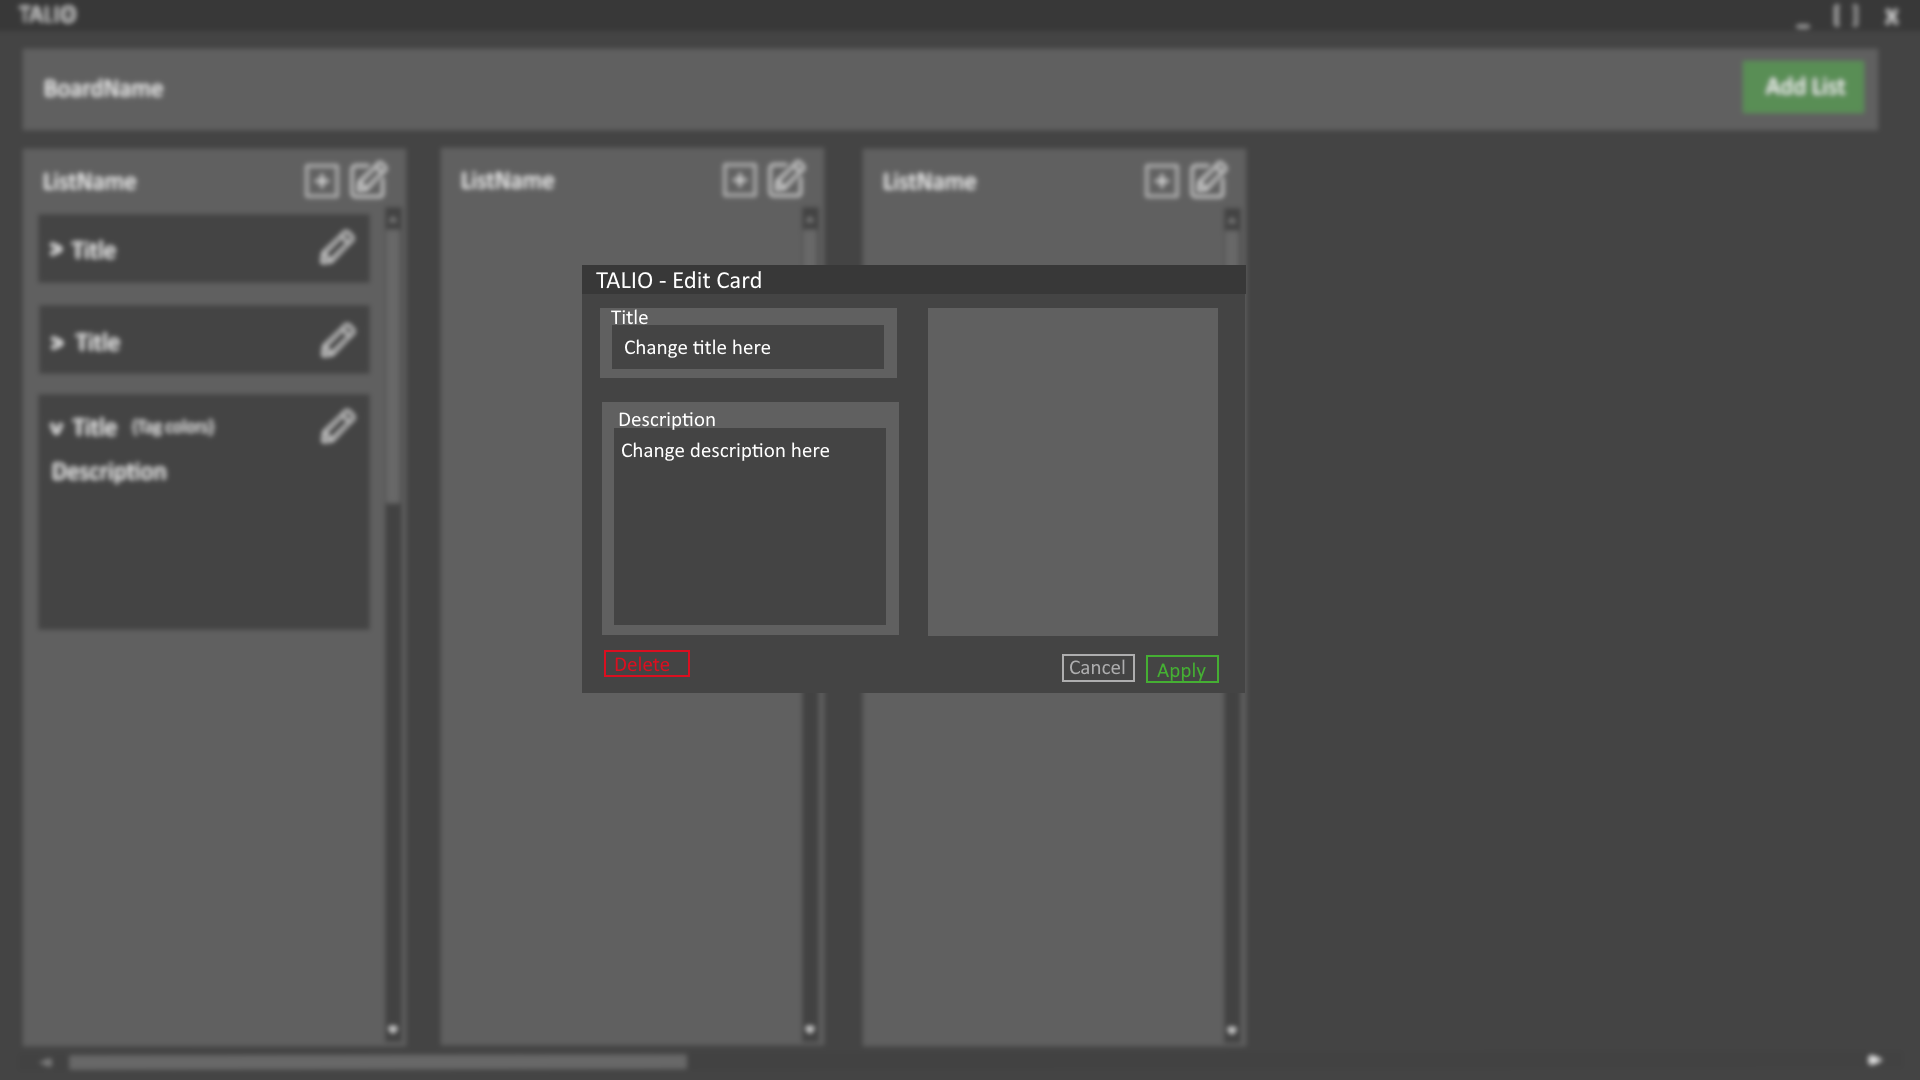 TALIO
_ [ ] X
BoardName
Add List
ListName
ListName
ListName
> Title
> Title
v Title (Tag colors)
Description
TALIO - Edit Card
Title
Change title here
Description
Change description here
Delete
Cancel
Apply